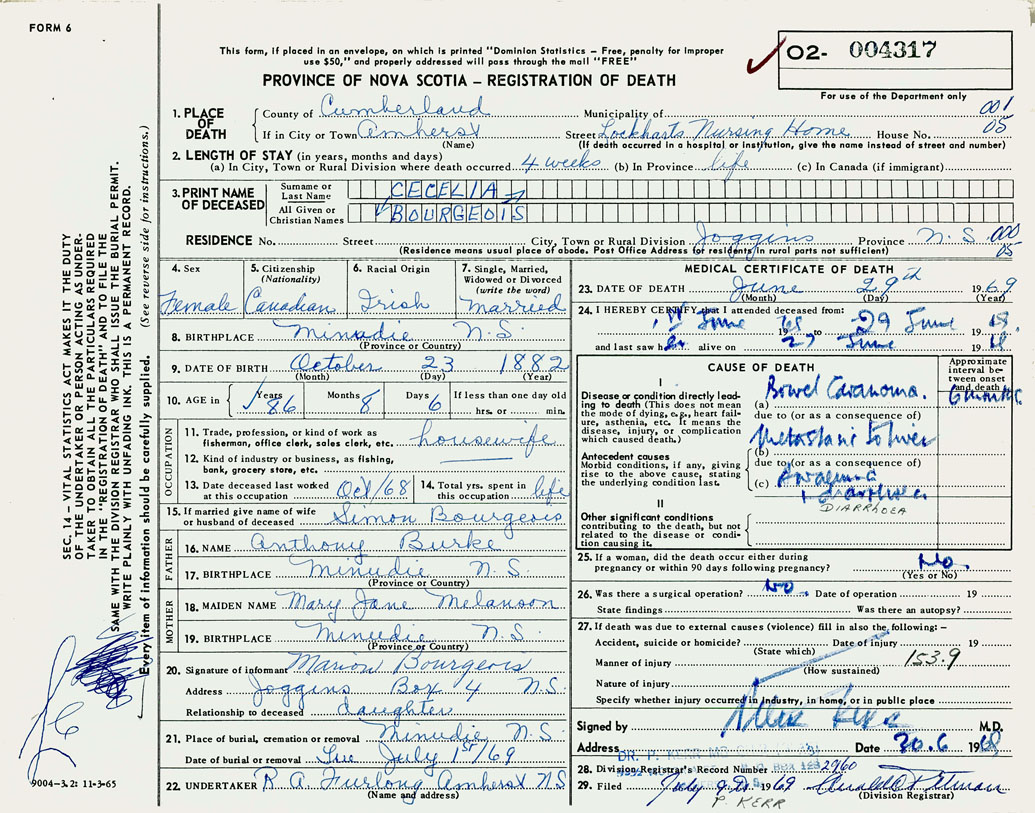 FORM 6
This form, if placed in an envelope, on which is printed "Dominion Statistics – Free, penalty for improper
use $50," and properly addressed will pass through the mail "FREE"
PROVINCE OF NOVA SCOTIA – REGISTRATION OF DEATH
02- 004317
For use of the Department only
SEC. 14 – VITAL STATISTICS ACT MAKES IT THE DUTY
OF THE UNDERTAKER OR PERSON ACTING AS UNDER-
TAKER TO OBTAIN ALL THE PARTICULARS REQUIRED
IN THE "REGISTRATION OF DEATH" AND TO FILE THE
SAME WITH THE DIVISION REGISTRAR WHO SHALL ISSUE THE BURIAL PERMIT.
WRITE PLAINLY WITH UNFADING INK. THIS IS A PERMANENT RECORD.
Every item of information should be carefully supplied. (See reverse side for instructions.)
9004-3.2: 11-3-65
1. PLACE OF DEATH
County of Cumberland Municipality of 001
If in City or Town Amherst Street Lockharts Nursing Home House No. 05
(Name) (If death occurred in a hospital or institution, give the name instead of street and number)
2. LENGTH OF STAY (in years, months and days)
(a) In City, Town or Rural Division where death occurred 4 weeks (b) In Province life (c) In Canada (if immigrant)
3. PRINT NAME OF DECEASED
Surname or Last Name CECELIA
All Given or Christian Names BOURGEOIS
RESIDENCE No. Street City, Town or Rural Division Joggins Province N.S. 000
(Residence means usual place of abode. Post Office Address for residents in rural parts not sufficient) 05
4. Sex Female
5. Citizenship (Nationality) Canadian
6. Racial Origin Irish
7. Single, Married, Widowed or Divorced (write the word) Married
8. BIRTHPLACE Minudie N.S.
(Province or Country)
9. DATE OF BIRTH October 23 1882
(Month) (Day) (Year)
10. AGE in Years 86 Months 8 Days 6 If less than one day old
hrs. or min.
OCCUPATION
11. Trade, profession, or kind of work as
fisherman, office clerk, sales clerk, etc. housewife
12. Kind of industry or business, as fishing,
bank, grocery store, etc.
13. Date deceased last worked at this occupation Oct/68
14. Total yrs. spent in this occupation life
15. If married give name of wife
or husband of deceased Simon Bourgeois
FATHER
16. NAME Anthony Burke
17. BIRTHPLACE Minudie N.S.
(Province or Country)
MOTHER
18. MAIDEN NAME Mary Jane Melanson
19. BIRTHPLACE Minudie N.S.
(Province or Country)
20. Signature of informant Marion Bourgeois
Address Joggins Box 4 N.S.
Relationship to deceased daughter
21. Place of burial, cremation or removal Minudie N.S.
Date of burial or removal Tue July 1st/69
22. UNDERTAKER R A Furlong Amherst NS
(Name and address)
MEDICAL CERTIFICATE OF DEATH
23. DATE OF DEATH June 29th 1969
(Month) (Day) (Year)
24. I HEREBY CERTIFY that I attended deceased from:
June 19 68 to 29 June 19
and last saw h alive on 27 June 19 68
CAUSE OF DEATH
Approximate interval between onset and death
I
Disease or condition directly leading to death (This does not mean the mode of dying, e.g., heart failure, asthenia, etc. It means the disease, injury, or complication which caused death.)
(a) Bowel Carcinoma.
due to (or as a consequence of)
Antecedent causes
Morbid conditions, if any, giving rise to the above cause, stating the underlying condition last.
(b) Metastasis to liver
due to (or as a consequence of)
(c)
+ diarrhoea
DIARRHOEA
II
Other significant conditions contributing to the death, but not related to the disease or condition causing it.
25. If a woman, did the death occur either during
pregnancy or within 90 days following pregnancy? No
(Yes or No)
26. Was there a surgical operation? No Date of operation 19
State findings Was there an autopsy?
27. If death was due to external causes (violence) fill in also the following: –
Accident, suicide or homicide? Date of injury 19
(State which)
Manner of injury 153.9
(How sustained)
Nature of injury
Specify whether injury occurred in industry, in home, or in public place
Signed by M.D.
Address DR. P. KERR Date 30.6 1968
28. Division Registrar's Record Number 2960
29. Filed July 19 69
(Division Registrar)
P. KERR